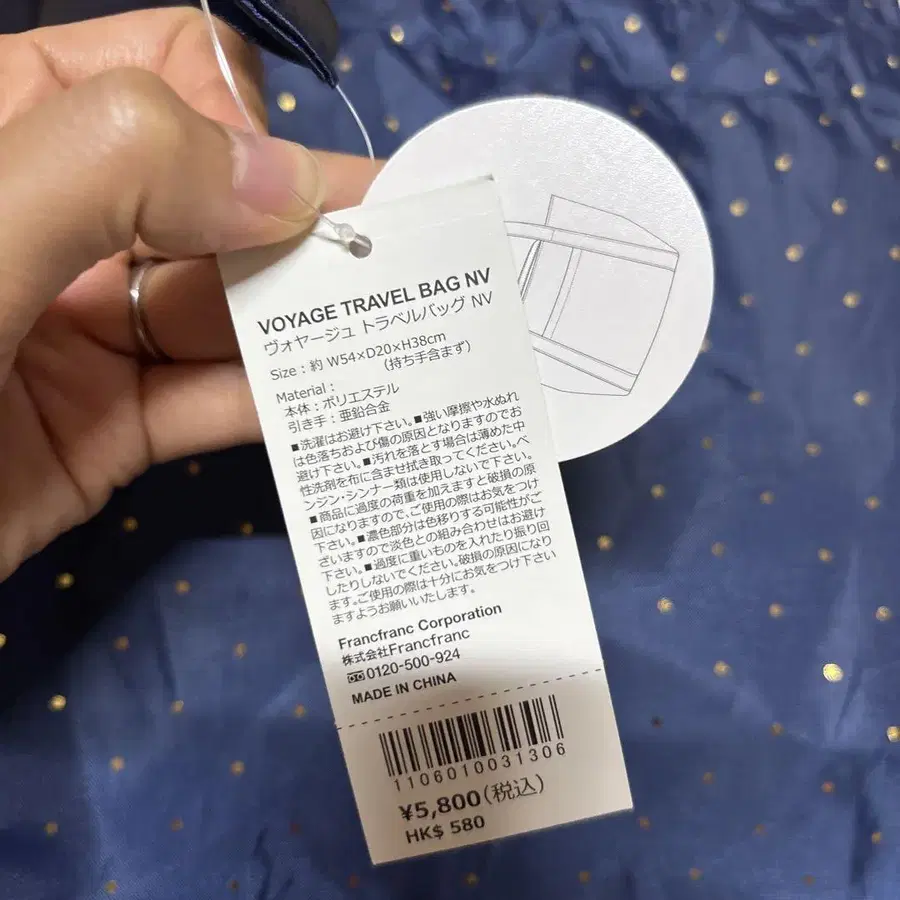 VOYAGE TRAVEL BAG NV
ヴォヤージュ トラベルバッグ NV
Size : 約 W54×D20×H38cm
(持ち手含まず)
Material :
本体 : ポリエステル
引き手 : 亜鉛合金
■洗濯はお避け下さい。■強い摩擦や水ぬれ
は色落ちおよび傷の原因となりますのでお
避け下さい。■汚れを落とす場合は薄めた中
性洗剤を布に含ませ拭き取ってください。ベ
ンジン・シンナー類は使用しないで下さい。
■商品に過度の荷重を加えますと破損の原
因になりますので、ご使用の際はお気をつけ
下さい。■濃色部分は色移りする可能性がご
ざいますので淡色との組み合わせはお避け
下さい。■過度に重いものを入れたり振り回
したりしないでください。破損の原因になり
ます。ご使用の際は十分にお気をつけ下さい
ますようお願いいたします。
Francfranc Corporation
株式会社Francfranc
0120-500-924
MADE IN CHINA
1106010031306
¥5,800(税込)
HK$ 580